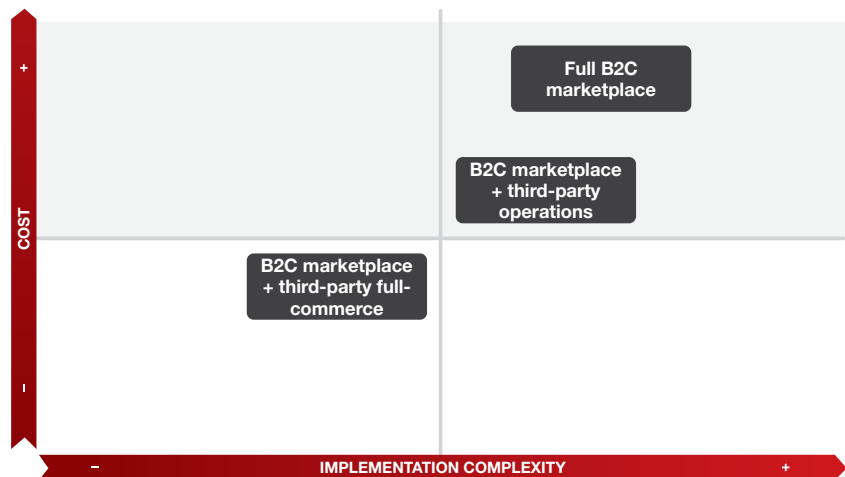 +
Full B2C
marketplace
B2C marketplace
+ third-party
operations
COST
B2C marketplace
+ third-party full-
commerce
–
–
IMPLEMENTATION COMPLEXITY
+